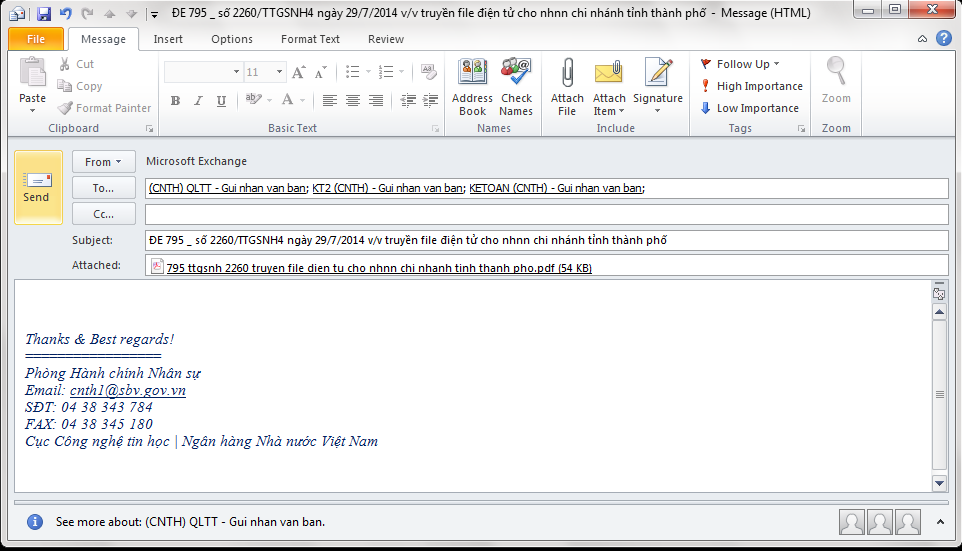 ĐE 795 _ số 2260/TTGSNH4 ngày 29/7/2014 v/v truyền file điện tử cho nhnn chi nhánh tỉnh thành phố - Message (HTML)
File Message Insert Options Format Text Review
Paste
Cut
Copy
Format Painter
Clipboard
11
B I U
Basic Text
Address Book
Check Names
Names
Attach File
Attach Item
Signature
Include
Follow Up
High Importance
Low Importance
Tags
Zoom
Zoom
Send
From Microsoft Exchange
To... (CNTH) QLTT - Gui nhan van ban; KT2 (CNTH) - Gui nhan van ban; KETOAN (CNTH) - Gui nhan van ban;
Cc...
Subject: ĐE 795 _ số 2260/TTGSNH4 ngày 29/7/2014 v/v truyền file điện tử cho nhnn chi nhánh tỉnh thành phố
Attached: 795 ttgsnh 2260 truyen file dien tu cho nhnn chi nhanh tinh thanh pho.pdf (54 KB)
Thanks & Best regards!
=================
Phòng Hành chính Nhân sự
Email: cnth1@sbv.gov.vn
SĐT: 04 38 343 784
FAX: 04 38 345 180
Cục Công nghệ tin học | Ngân hàng Nhà nước Việt Nam
See more about: (CNTH) QLTT - Gui nhan van ban.